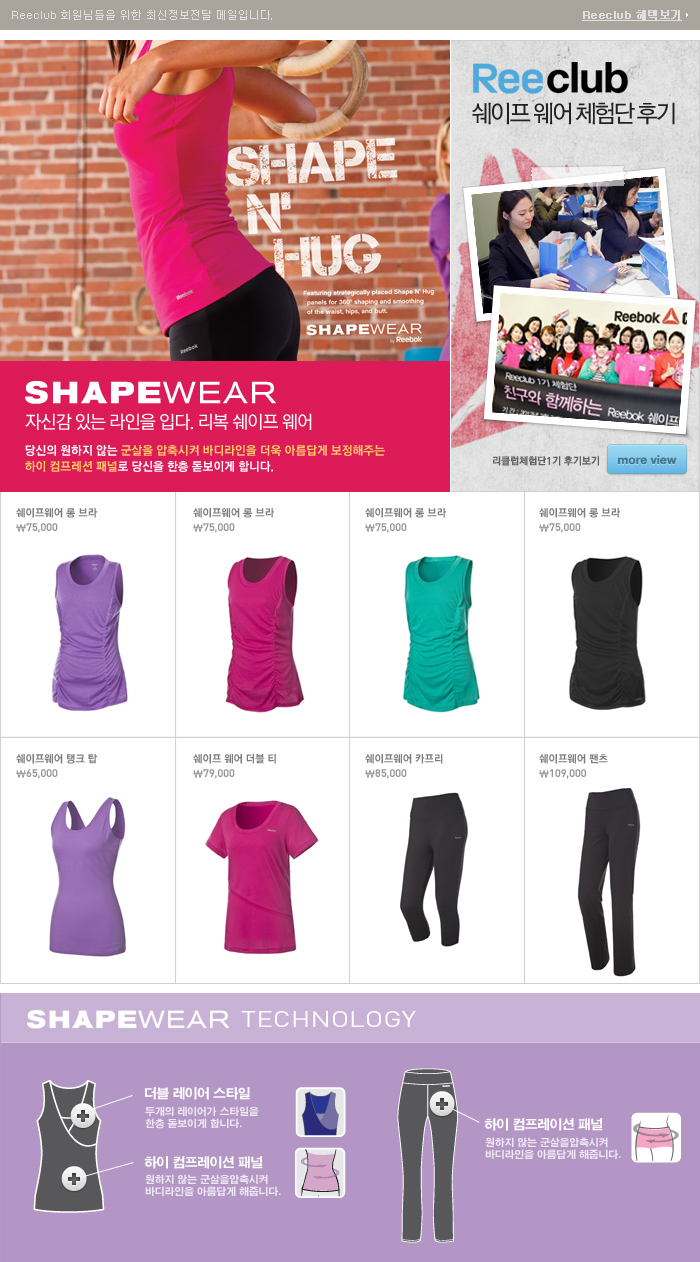 Reeclub 회원님들을 위한 최신정보전달 메일입니다.
Reeclub 혜택보기
SHAPE
N'
HUG
Featuring strategically placed Shape N' Hug
panels for 360° shaping and smoothing
of the waist, hips, and butt.
SHAPEWEAR
by Reebok
Reebok
Reebok
SHAPEWEAR
자신감 있는 라인을 입다. 리복 쉐이프 웨어
당신의 원하지 않는 군살을 압축시켜 바디라인을 더욱 아름답게 보정해주는
하이 컴프레션 패널로 당신을 한층 돋보이게 합니다.
Reeclub
쉐이프 웨어 체험단 후기
Reebok
Reeclub 1기 체험단
친구와 함께하는 Reebok 쉐이프
리클럽체험단1기 후기보기
more view
쉐이프웨어 롱 브라
₩75,000
쉐이프웨어 롱 브라
₩75,000
쉐이프웨어 롱 브라
₩75,000
쉐이프웨어 롱 브라
₩75,000
쉐이프웨어 탱크 탑
₩65,000
쉐이프 웨어 더블 티
₩79,000
쉐이프웨어 카프리
₩85,000
쉐이프웨어 팬츠
₩109,000
SHAPEWEAR TECHNOLOGY
더블 레이어 스타일
두개의 레이어가 스타일을
한층 돋보이게 합니다.
하이 컴프레이션 패널
원하지 않는 군살을압축시켜
바디라인을 아름답게 해줍니다.
하이 컴프레이션 패널
원하지 않는 군살을압축시켜
바디라인을 아름답게 해줍니다.